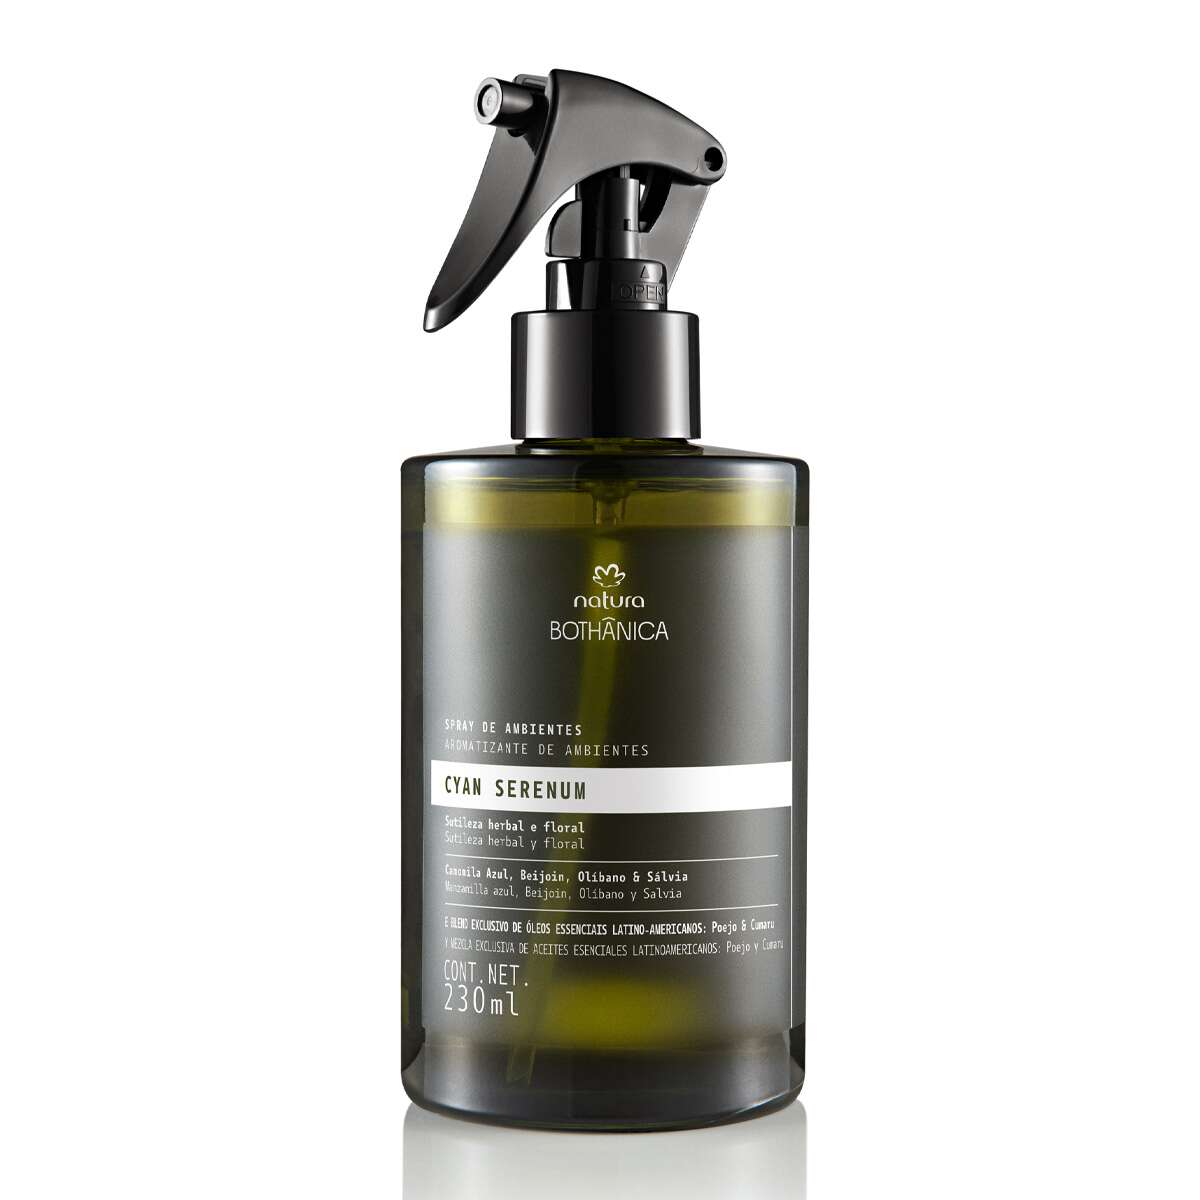 OPEN
natura
BOTHÂNICA
SPRAY DE AMBIENTES
AROMATIZANTE DE AMBIENTES
CYAN SERENUM
Sutileza herbal e floral
Sutileza herbal y floral
Camomila Azul, Beijoin, Olíbano & Sálvia
Manzanilla azul, Beijoin, Olíbano y Salvia
E BLEND EXCLUSIVO DE ÓLEOS ESSENCIAIS LATINO-AMERICANOS: Poejo & Cumaru
Y MEZCLA EXCLUSIVA DE ACEITES ESENCIALES LATINOAMERICANOS: Poejo y Cumaru
CONT.NET.
230ml